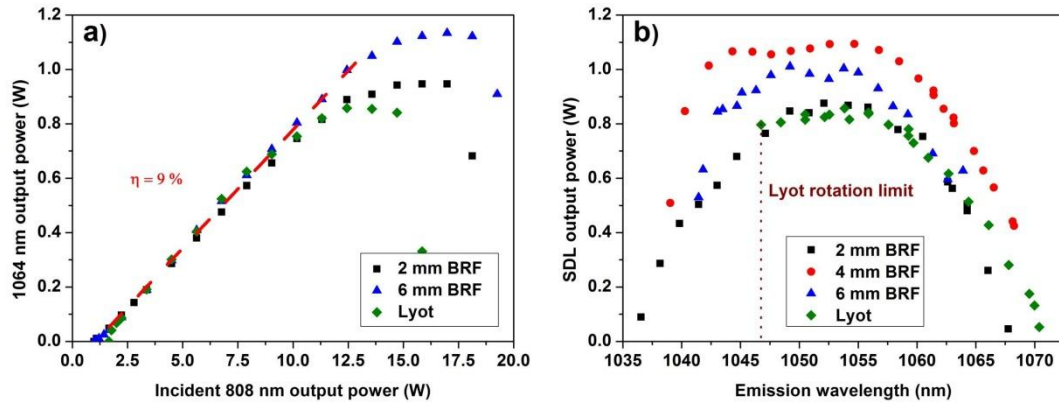 a)
1064 nm output power (W)
1.2
1.0
0.8
0.6
0.4
0.2
0.0
η = 9 %
2 mm BRF
6 mm BRF
Lyot
0.0 2.5 5.0 7.5 10.0 12.5 15.0 17.5 20.0
Incident 808 nm output power (W)
b)
SDL output power (W)
1.2
1.0
0.8
0.6
0.4
0.2
0.0
Lyot rotation limit
2 mm BRF
4 mm BRF
6 mm BRF
Lyot
1035 1040 1045 1050 1055 1060 1065 1070
Emission wavelength (nm)